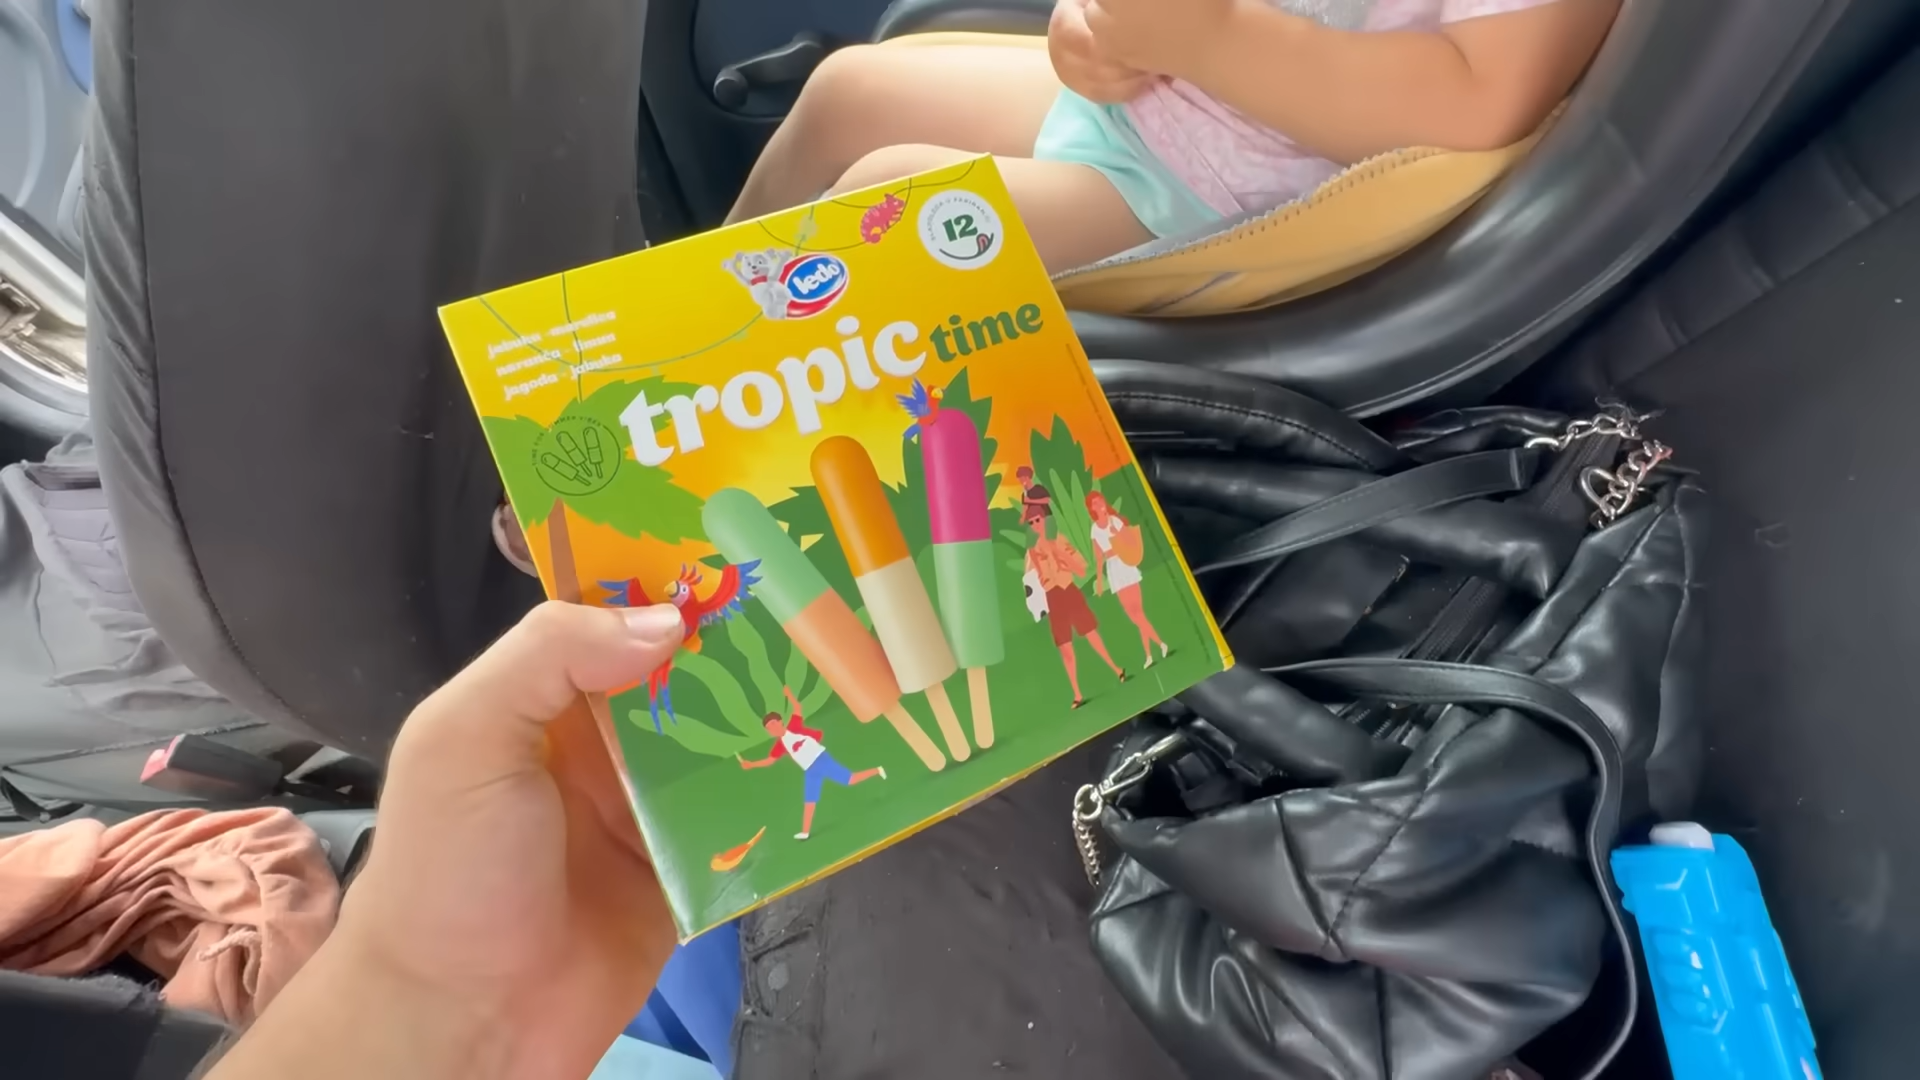 ledo
12
tropic time
jabuka - marelica
naranča - limun
jagoda - jabuka